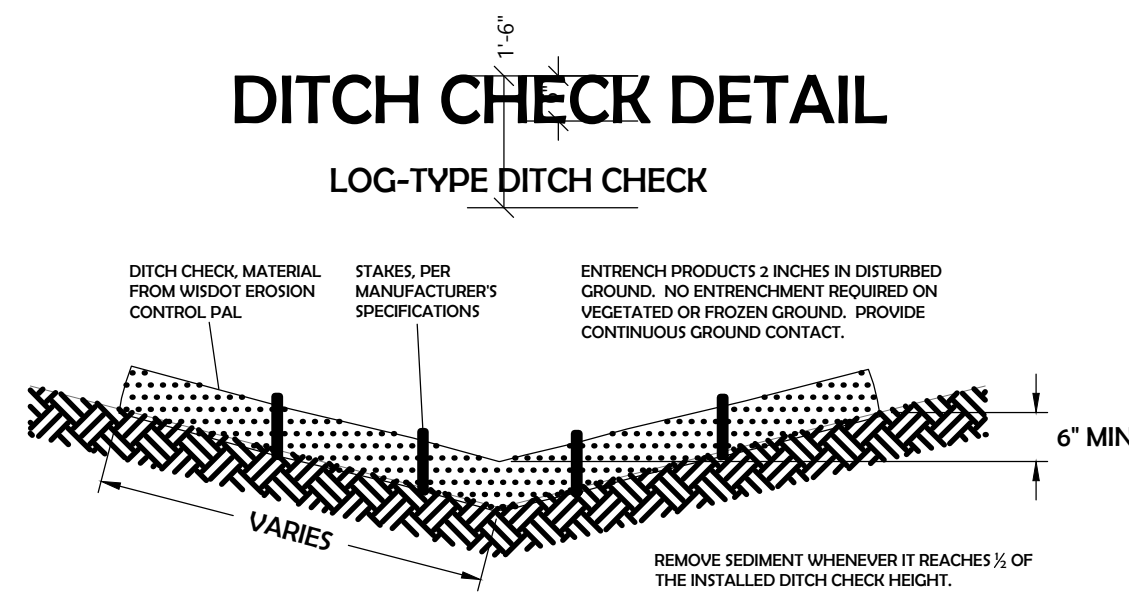 1'-6"
DITCH CHECK DETAIL
LOG-TYPE DITCH CHECK
DITCH CHECK, MATERIAL
FROM WISDOT EROSION
CONTROL PAL
STAKES, PER
MANUFACTURER'S
SPECIFICATIONS
ENTRENCH PRODUCTS 2 INCHES IN DISTURBED
GROUND. NO ENTRENCHMENT REQUIRED ON
VEGETATED OR FROZEN GROUND. PROVIDE
CONTINUOUS GROUND CONTACT.
6" MIN
VARIES
REMOVE SEDIMENT WHENEVER IT REACHES ½ OF
THE INSTALLED DITCH CHECK HEIGHT.